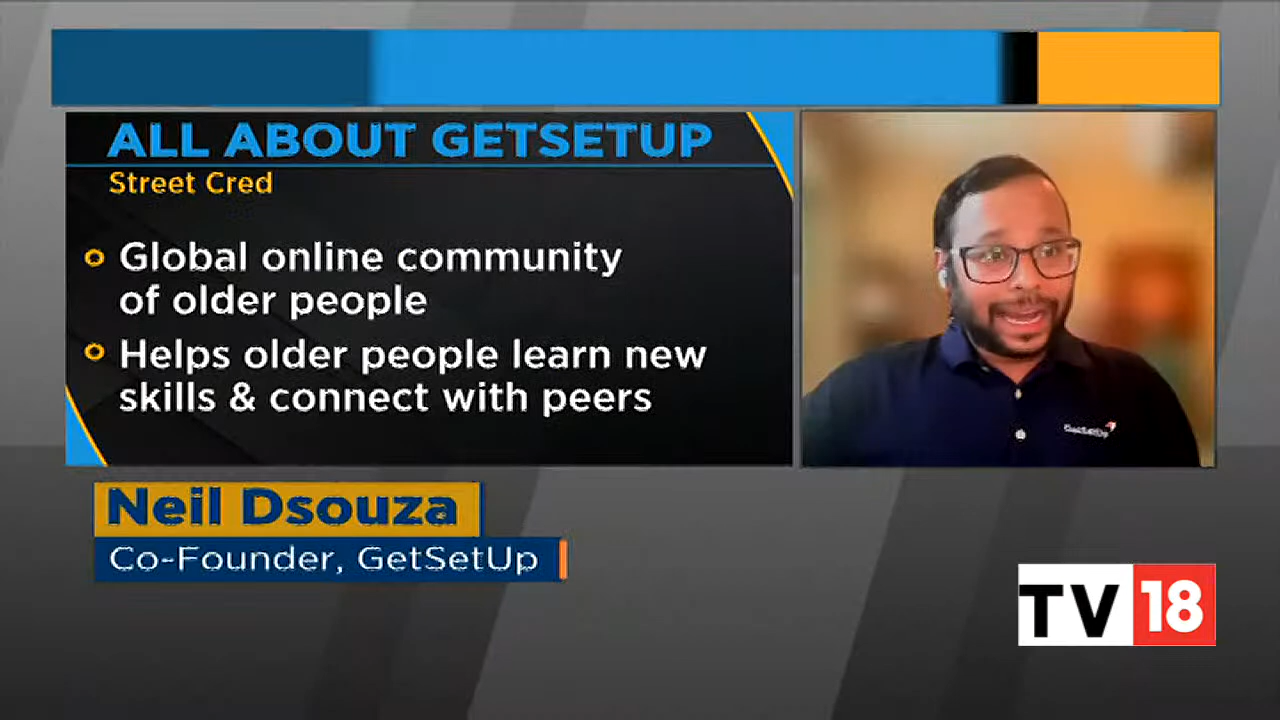 ALL ABOUT GETSETUP
Street Cred
Global online community
of older people
Helps older people learn new
skills & connect with peers
GetSetUp
Neil Dsouza
Co-Founder, GetSetUp
TV18